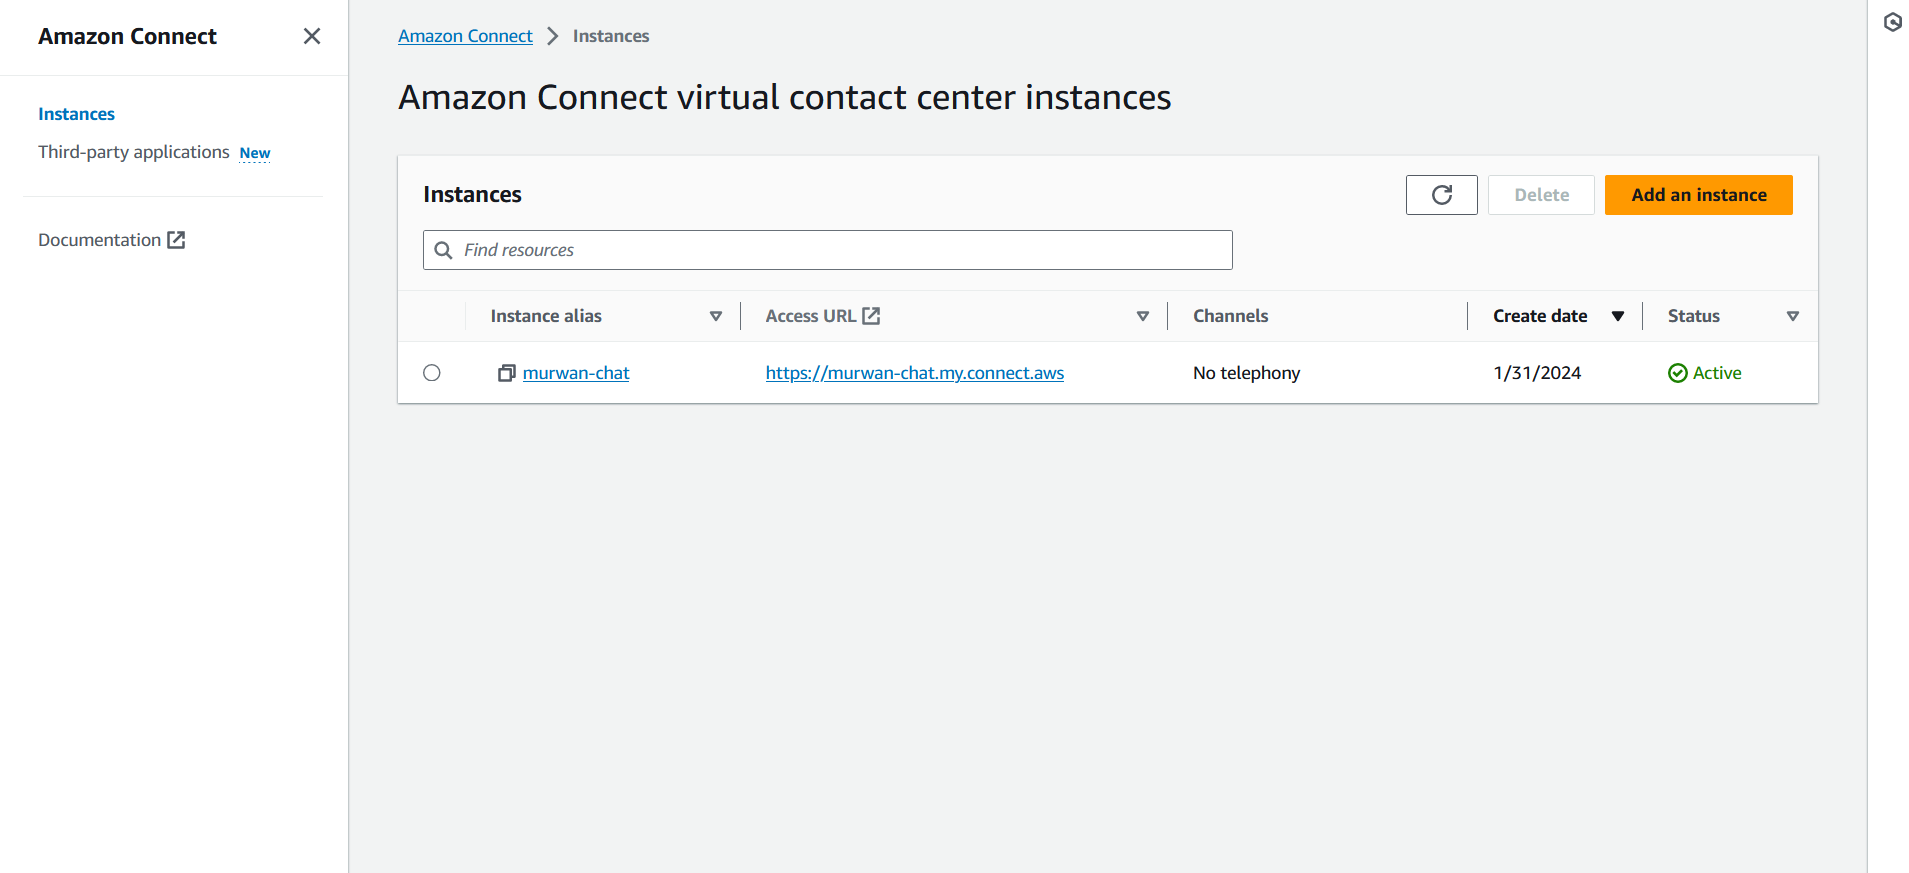 Amazon Connect
Instances
Third-party applications New
Documentation
Amazon Connect Instances
Amazon Connect virtual contact center instances
Instances
Delete
Add an instance
Find resources
Instance alias Access URL Channels Create date Status
murwan-chat https://murwan-chat.my.connect.aws No telephony 1/31/2024 Active